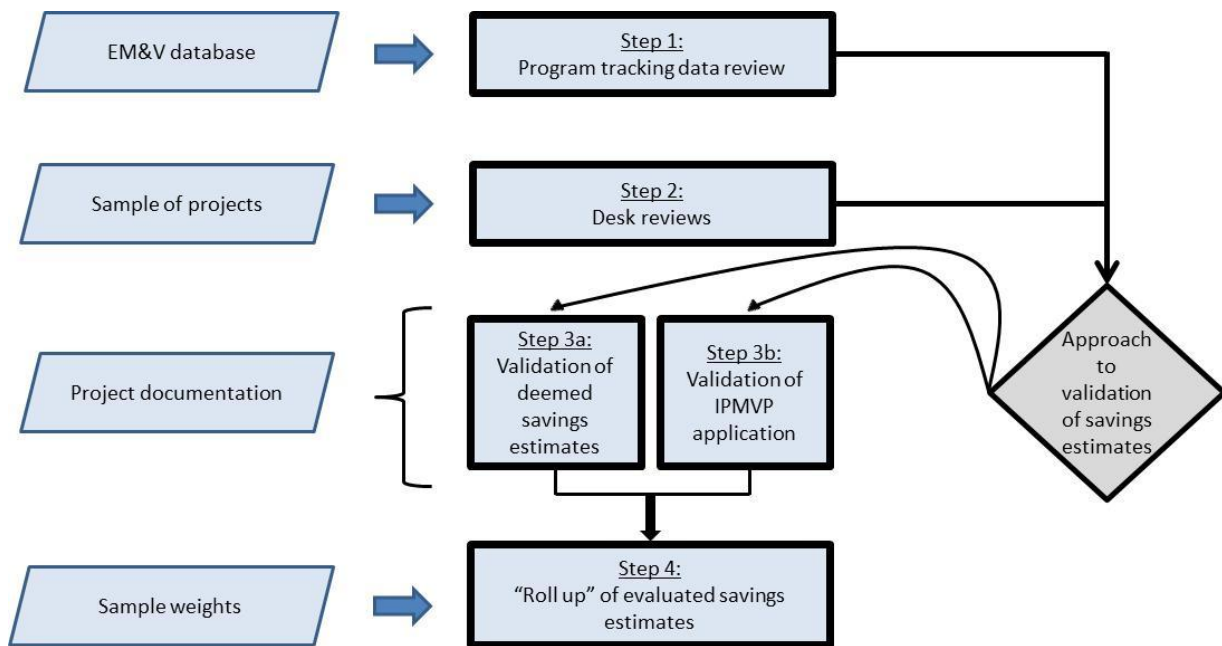 EM&V database
Step 1:
Program tracking data review
Sample of projects
Step 2:
Desk reviews
Project documentation
Step 3a:
Validation of
deemed
savings
estimates
Step 3b:
Validation of
IPMVP
application
Approach
to
validation
of savings
estimates
Sample weights
Step 4:
“Roll up” of evaluated savings
estimates